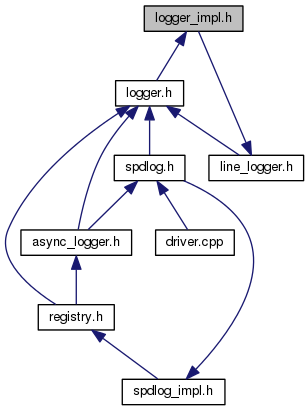 logger_impl.h
logger.h
spdlog.h
line_logger.h
async_logger.h
driver.cpp
registry.h
spdlog_impl.h